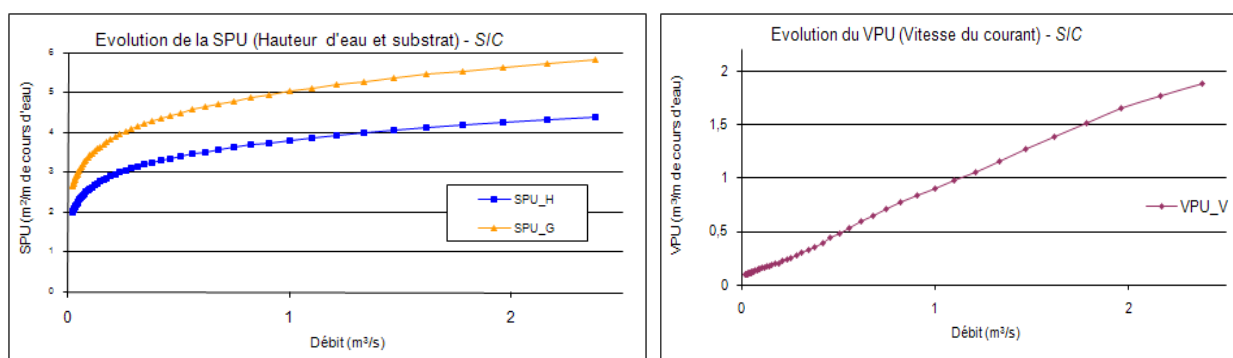 Evolution de la SPU (Hauteur d'eau et substrat) - SIC
SPU (m²/m de cours d'eau)
6
5
4
3
2
1
0
SPU_H
SPU_G
0
1
2
Débit (m³/s)
Evolution du VPU (Vitesse du courant) - SIC
VPU (m³/m de cours d'eau)
2
1,5
1
0,5
0
VPU_V
0
1
2
Débit (m³/s)